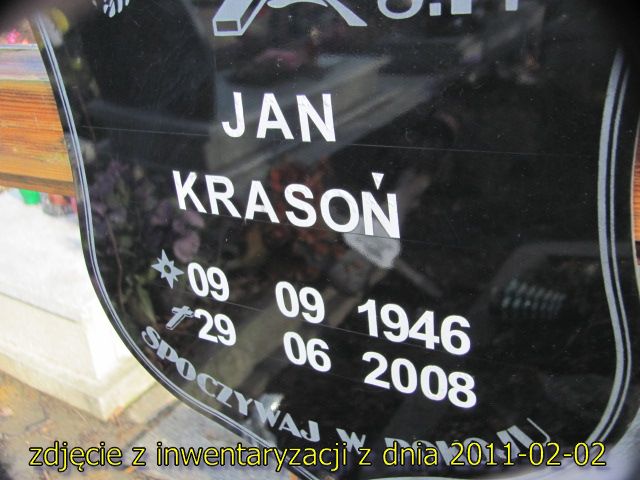 JAN
KRASOŃ
09 09 1946
29 06 2008
SPOCZYWAJ W
zdjęcie z inwentaryzacji z dnia 2011-02-02